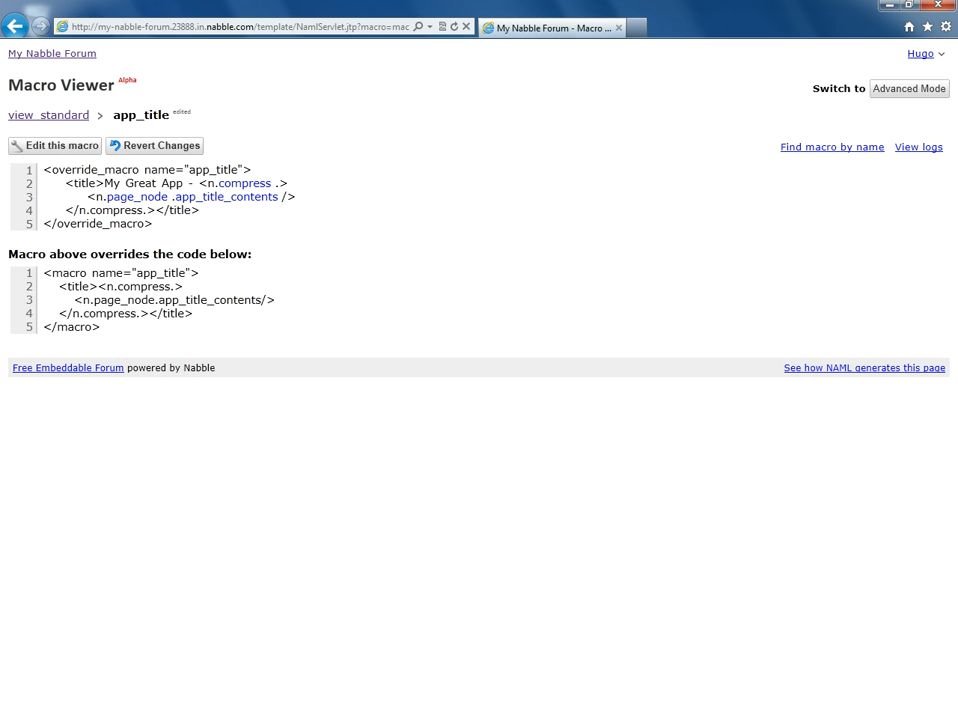 http://my-nabble-forum.23888.in.nabble.com/template/NamlServlet.jtp?macro=mac
My Nabble Forum - Macro ...
My Nabble Forum
Hugo
Macro Viewer Alpha
Switch to Advanced Mode
view_standard > app_title edited
Edit this macro Revert Changes
Find macro by name View logs
1 <override_macro name="app_title">
2 <title>My Great App - <n.compress .>
3 <n.page_node .app_title_contents />
4 </n.compress.></title>
5 </override_macro>
Macro above overrides the code below:
1 <macro name="app_title">
2 <title><n.compress.>
3 <n.page_node.app_title_contents/>
4 </n.compress.></title>
5 </macro>
Free Embeddable Forum powered by Nabble
See how NAML generates this page